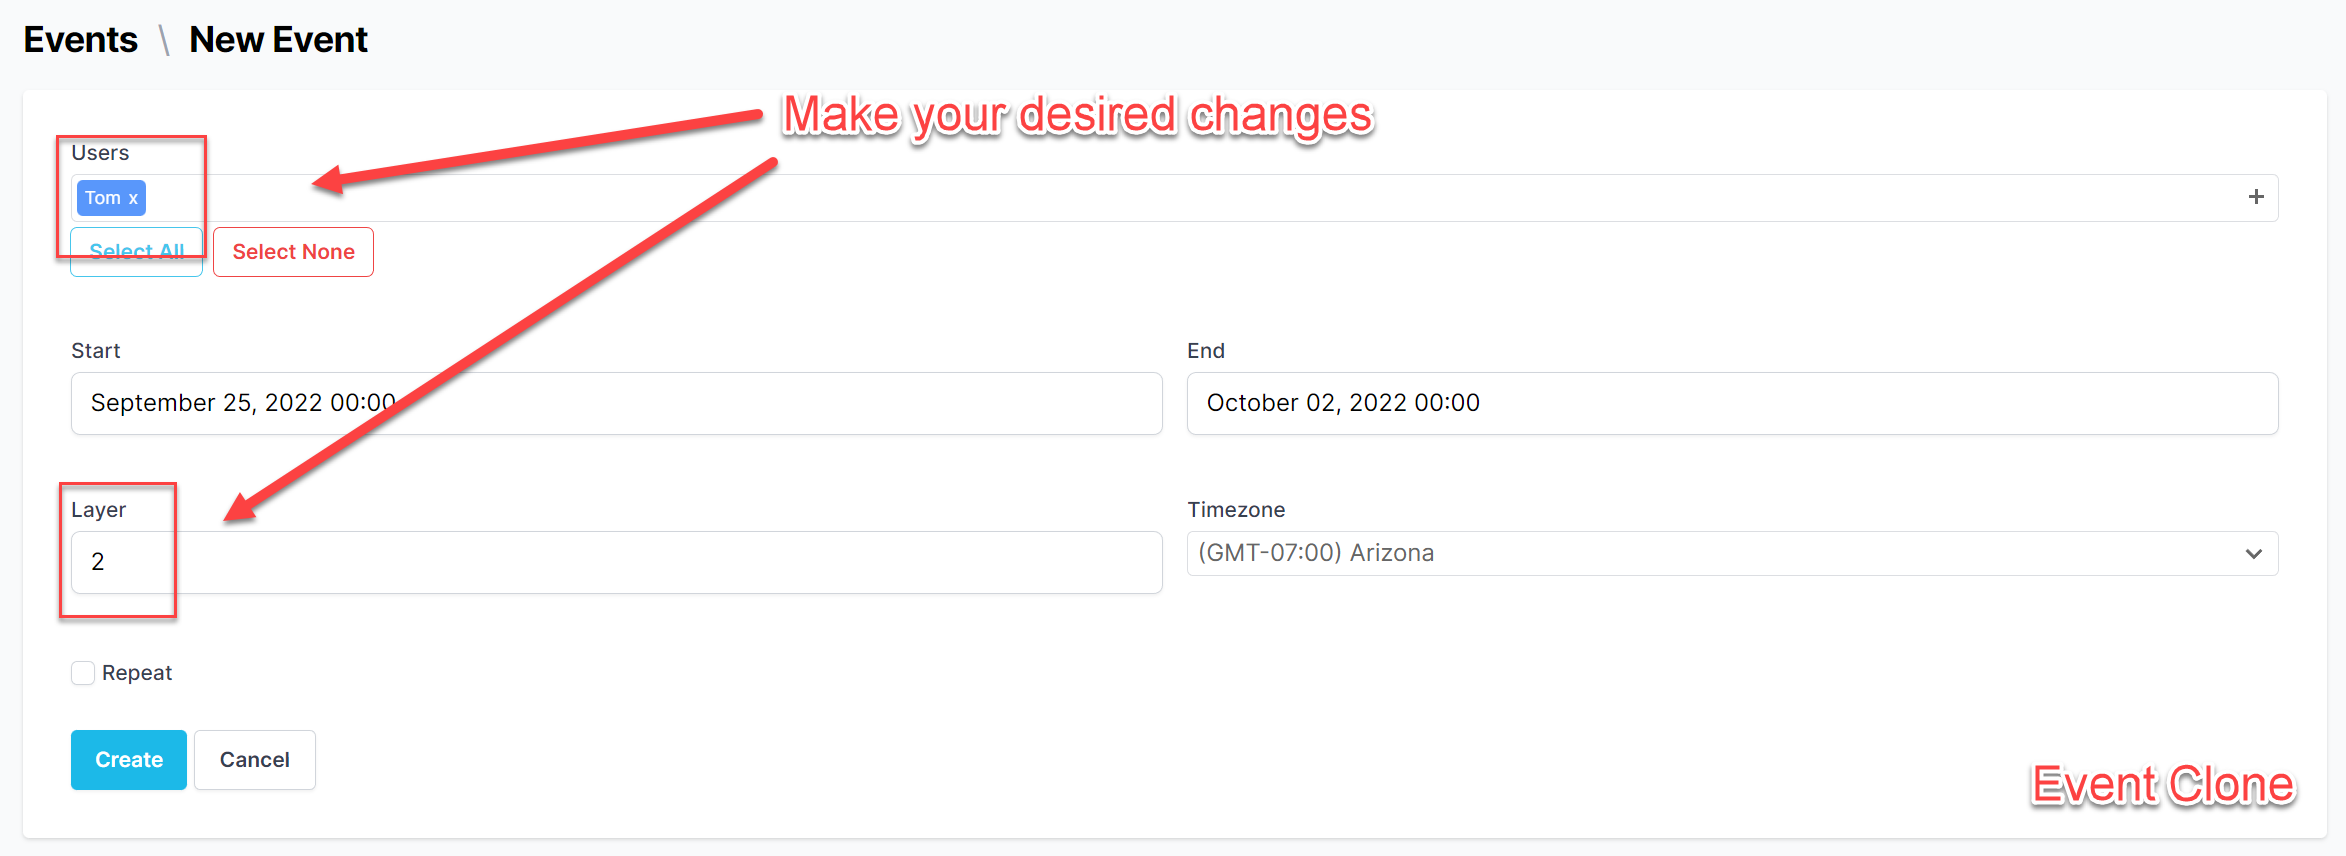 Events \ New Event
Make your desired changes
Users
Tom x
+
Select All Select None
Start End
September 25, 2022 00:00 October 02, 2022 00:00
Layer Timezone
2 (GMT-07:00) Arizona
Repeat
Create Cancel
Event Clone